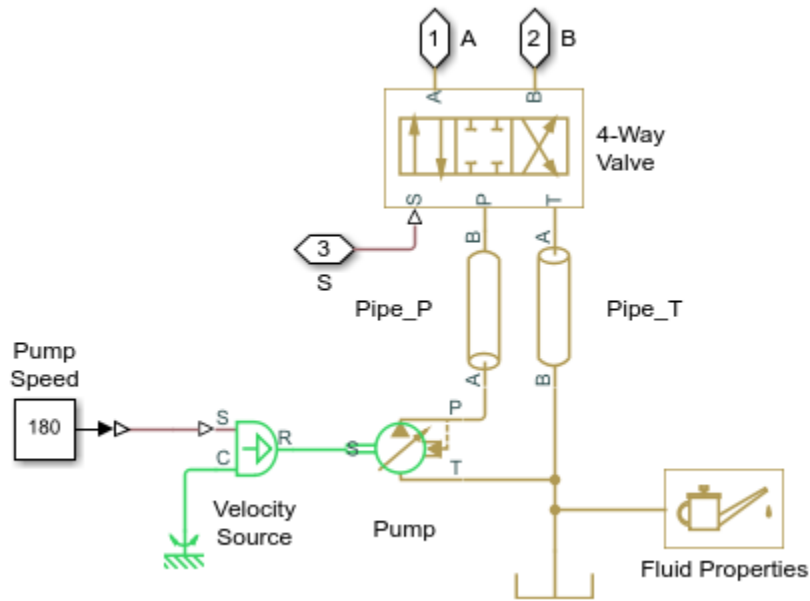 1 A
2 B
A B
4-Way
Valve
S P T
3
S
B A
Pipe_P Pipe_T
Pump
Speed
A B
180
S P
R
C S
T
Velocity
Source
Pump
Fluid Properties